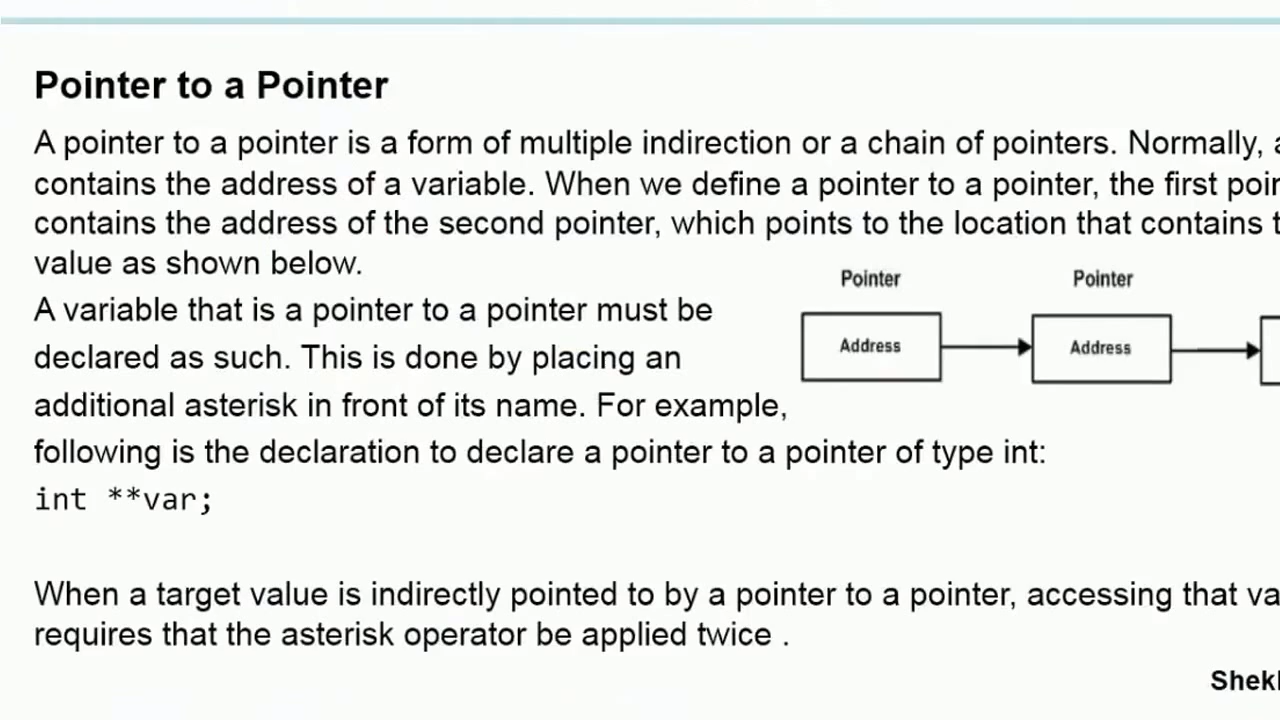 Pointer to a Pointer
A pointer to a pointer is a form of multiple indirection or a chain of pointers. Normally,
contains the address of a variable. When we define a pointer to a pointer, the first
contains the address of the second pointer, which points to the location that contains
value as shown below.
Pointer Pointer
A variable that is a pointer to a pointer must be
Address Address
declared as such. This is done by placing an
additional asterisk in front of its name. For example,
following is the declaration to declare a pointer to a pointer of type int:
int **var;
When a target value is indirectly pointed to by a pointer to a pointer, accessing that
requires that the asterisk operator be applied twice .